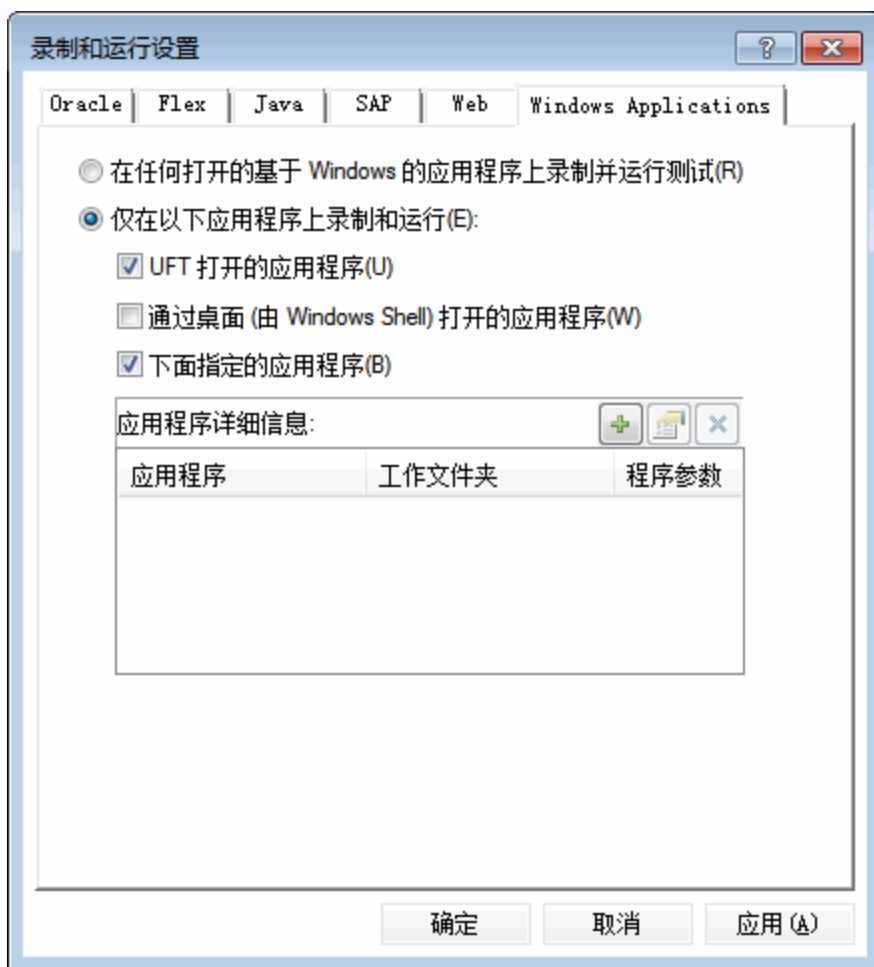 录制和运行设置
Oracle Flex Java SAP Web Windows Applications
在任何打开的基于 Windows 的应用程序上录制并运行测试(R)
仅在以下应用程序上录制和运行(E):
UFT 打开的应用程序(U)
通过桌面 (由 Windows Shell) 打开的应用程序(W)
下面指定的应用程序(B)
应用程序详细信息:
应用程序 工作文件夹 程序参数
确定 取消 应用(A)